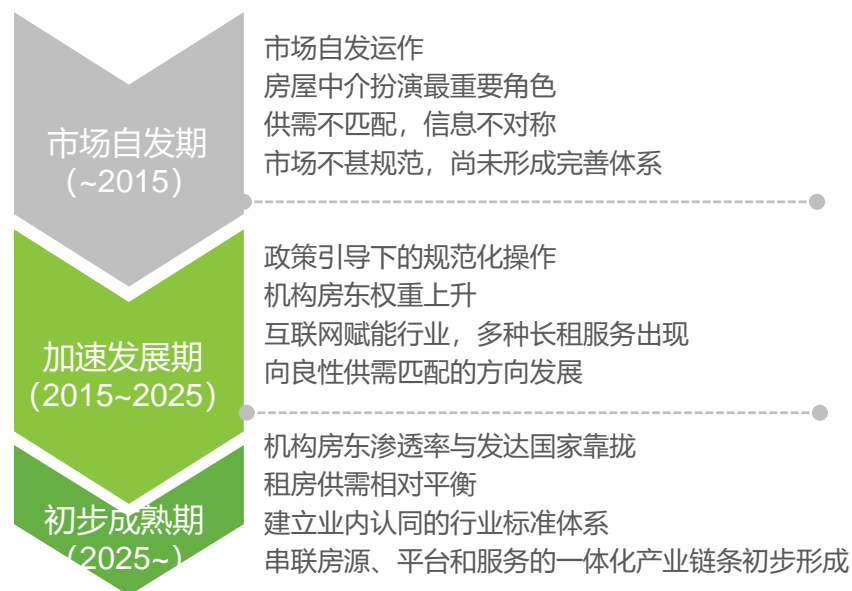 市场自发期
（~2015）
市场自发运作
房屋中介扮演最重要角色
供需不匹配，信息不对称
市场不甚规范，尚未形成完善体系
加速发展期
（2015~2025）
政策引导下的规范化操作
机构房东权重上升
互联网赋能行业，多种长租服务出现
向良性供需匹配的方向发展
初步成熟期
（2025~）
机构房东渗透率与发达国家靠拢
租房供需相对平衡
建立业内认同的行业标准体系
串联房源、平台和服务的一体化产业链条初步形成